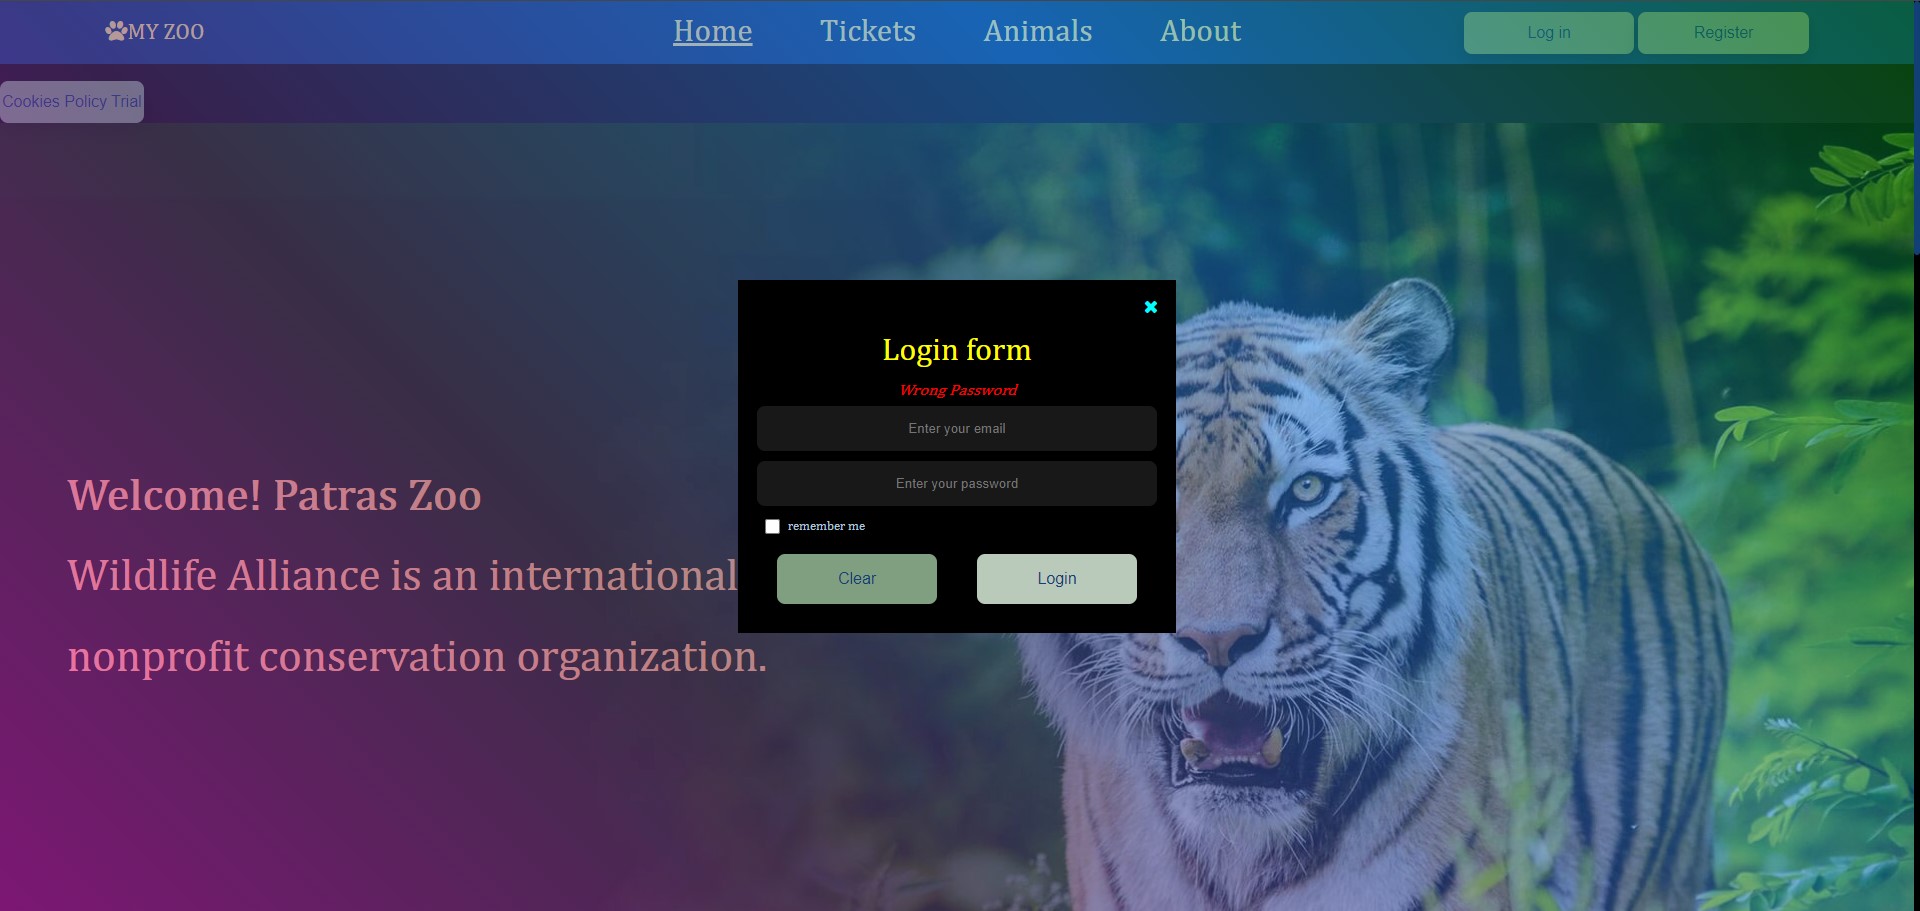 MY ZOO
Home Tickets Animals About
Log in Register
Cookies Policy Trial
Login form
Wrong Password
Enter your email
Enter your password
remember me
Clear Login
Welcome! Patras Zoo
Wildlife Alliance is an international
nonprofit conservation organization.